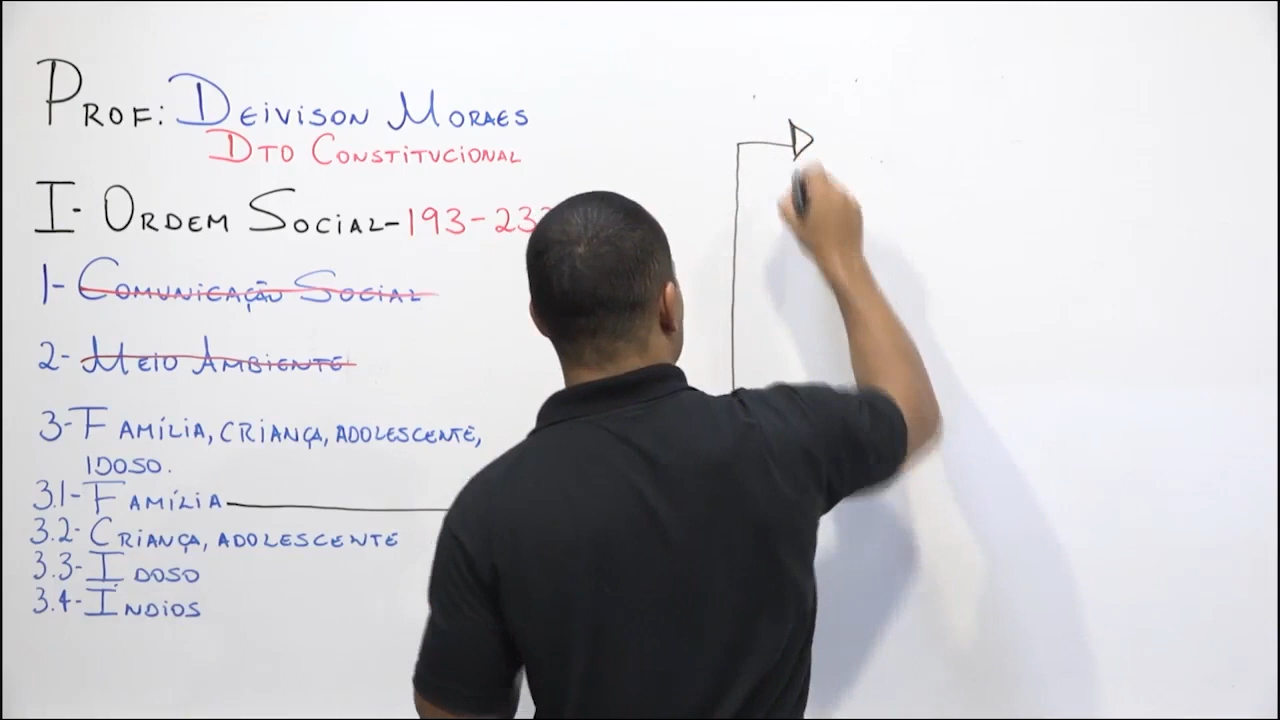 Prof: Deivison Moraes
Dto Constitucional
I- Ordem Social-193-23
1- Comunicação Social
2- Meio Ambiente
3- Família, criança, adolescente,
idoso.
3.1- Família
3.2- Criança, adolescente
3.3- Idoso
3.4- Índios